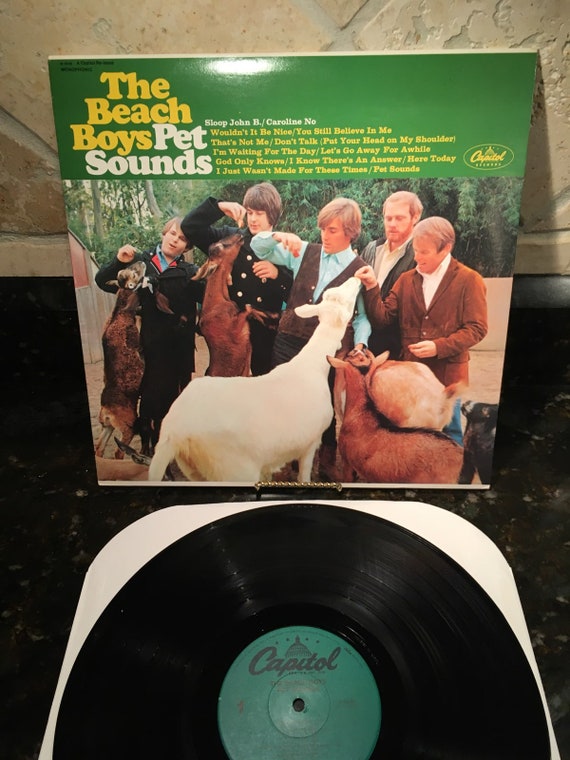 The
Beach
Boys Pet
Sounds
Sloop John B./Caroline No
Wouldn't It Be Nice/You Still Believe In Me
That's Not Me/Don't Talk (Put Your Head on My Shoulder)
I'm Waiting For The Day/Let's Go Away For Awhile
God Only Knows/I Know There's An Answer/Here Today
I Just Wasn't Made For These Times/Pet Sounds
Capitol
RECORDS
Capitol